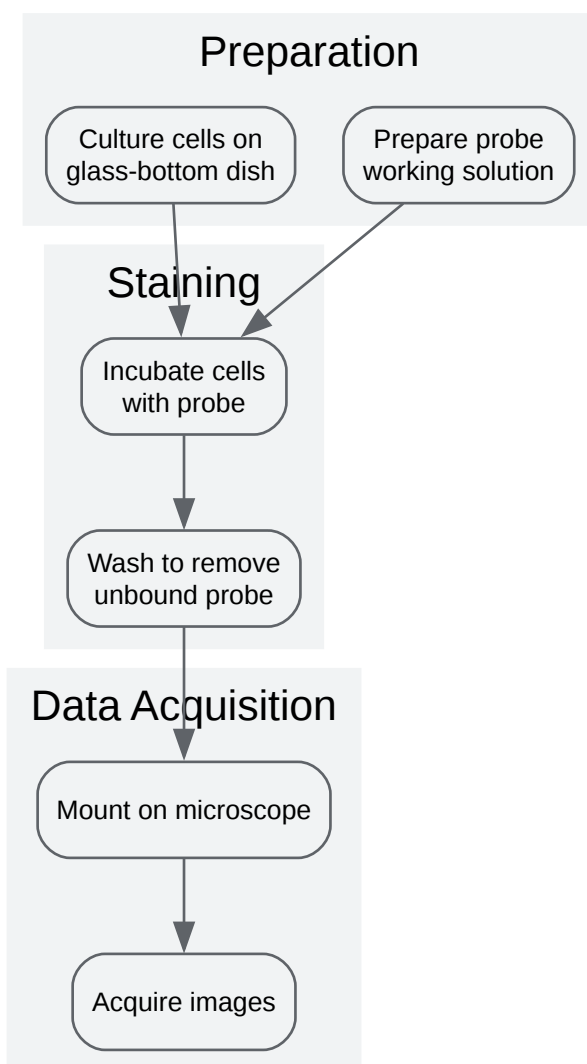 Preparation
Culture cells on
glass-bottom dish
Prepare probe
working solution
Staining
Incubate cells
with probe
Wash to remove
unbound probe
Data Acquisition
Mount on microscope
Acquire images